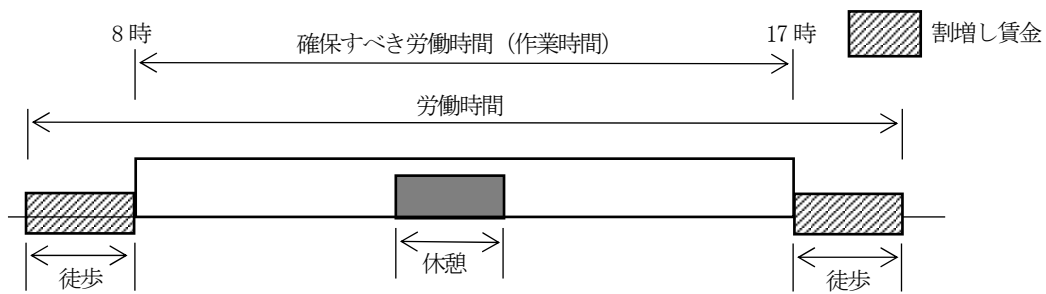 8時
確保すべき労働時間（作業時間）
17時
割増し賃金
労働時間
徒歩
休憩
徒歩